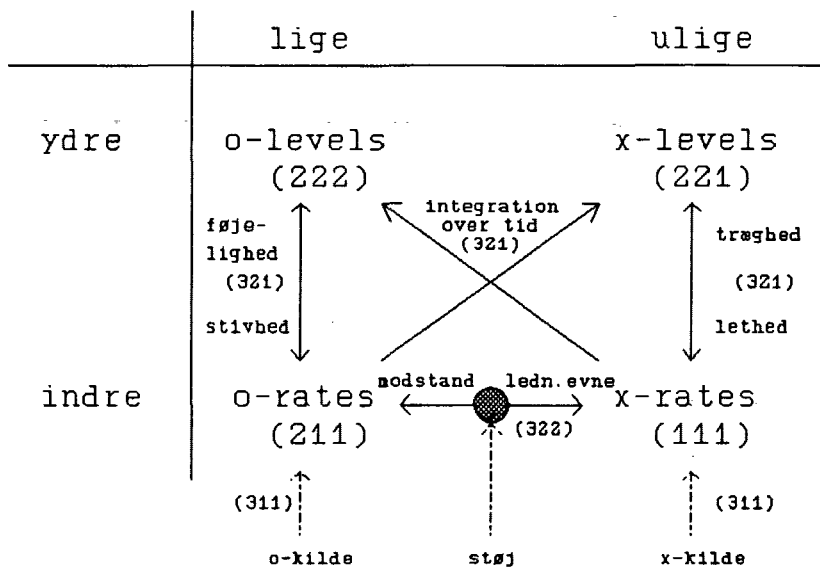 lige ulige
ydre o-levels x-levels
(222) (221)
integration
over tid
(321)
føje-
lighed
(321)
stivhed
træghed
(321)
lethed
modstand ledn.evne
indre o-rates x-rates
(211) (322) (111)
(311) (311)
o-kilde støj x-kilde